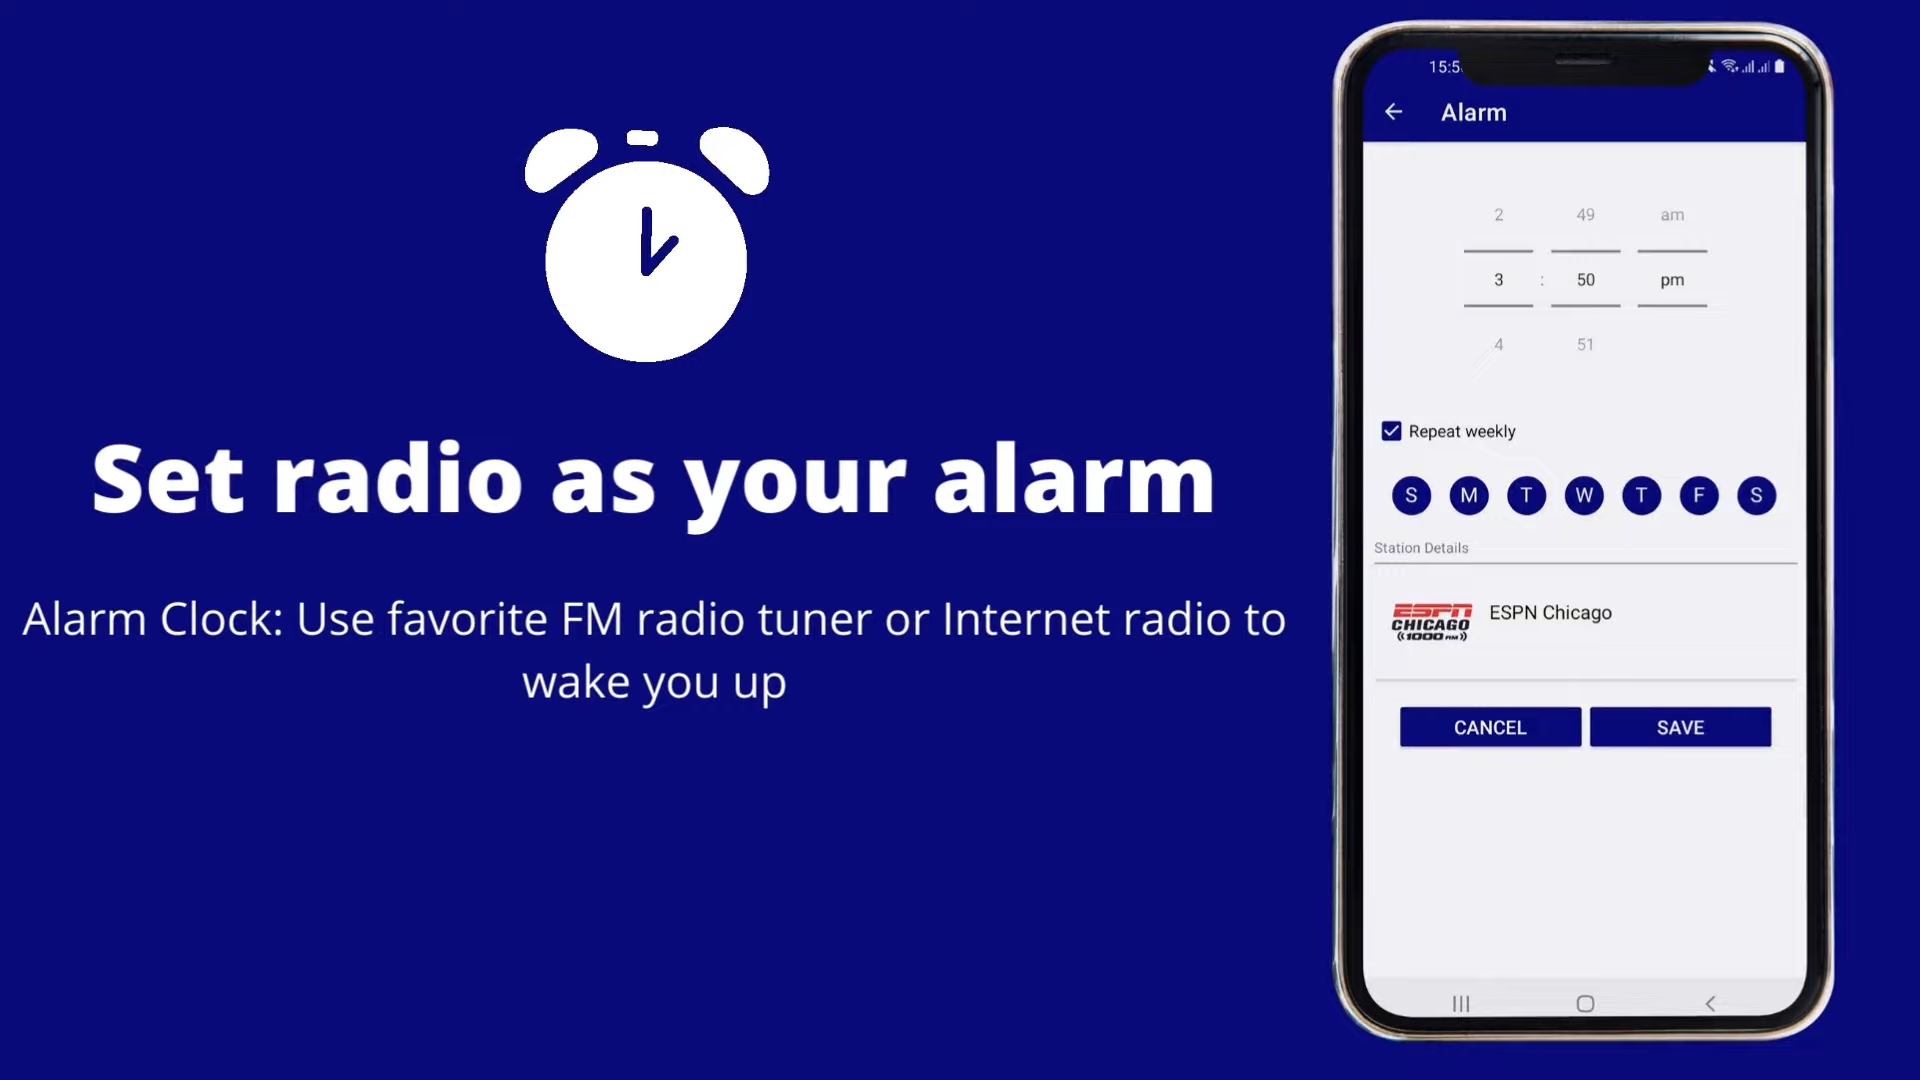 Set radio as your alarm
Alarm Clock: Use favorite FM radio tuner or Internet radio to
wake you up
15:5
Alarm
2 49 am
3 : 50 pm
4 51
Repeat weekly
S M T W T F S
Station Details
ESPN
CHICAGO
1000 AM
ESPN Chicago
CANCEL SAVE